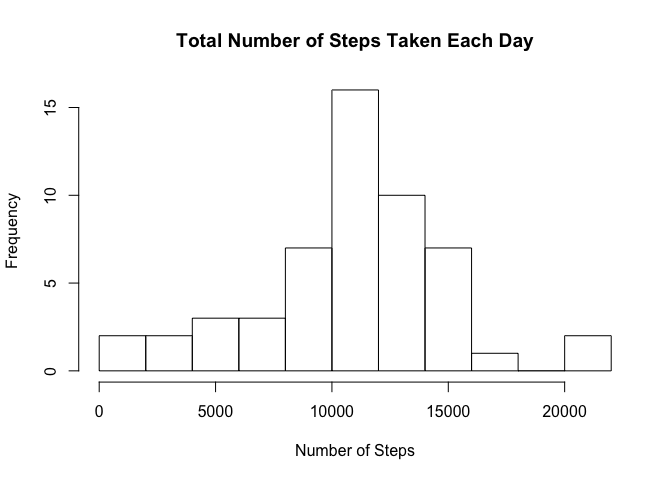 Total Number of Steps Taken Each Day
Frequency
15
10
5
0
0 5000 10000 15000 20000
Number of Steps